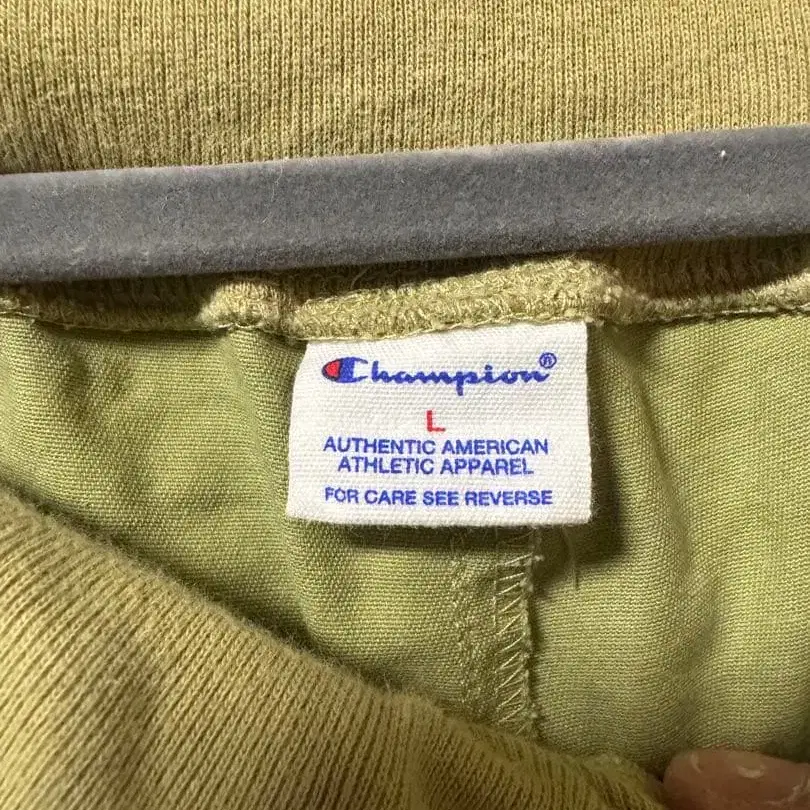 Champion®
L
AUTHENTIC AMERICAN
ATHLETIC APPAREL
FOR CARE SEE REVERSE